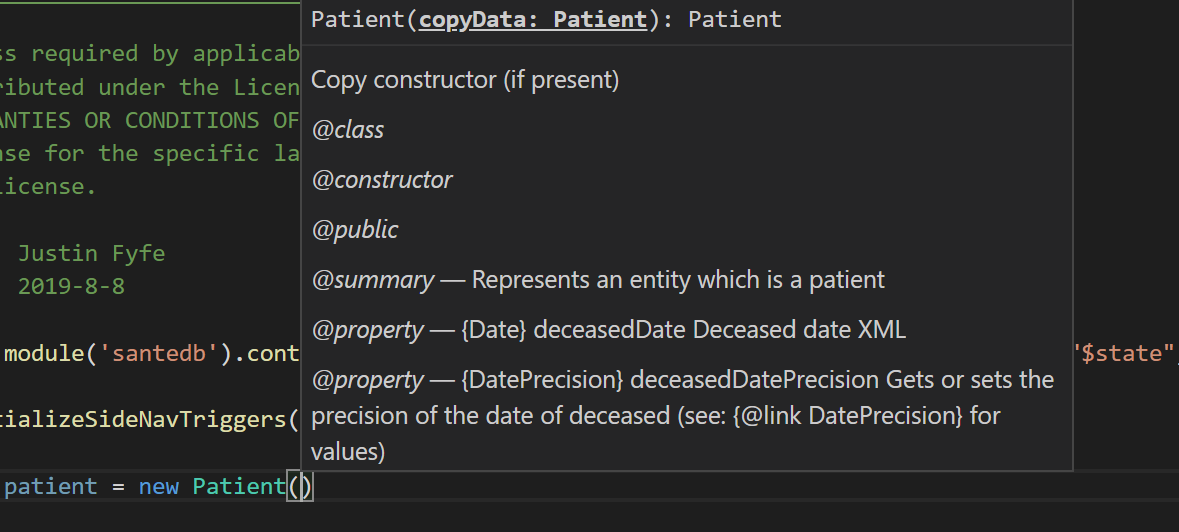 Patient(copyData: Patient): Patient
Copy constructor (if present)
@class
@constructor
@public
@summary — Represents an entity which is a patient
@property — {Date} deceasedDate Deceased date XML
@property — {DatePrecision} deceasedDatePrecision Gets or sets the
precision of the date of deceased (see: {@link DatePrecision} for
values)
ss required by applicab
ributed under the Licen
ANTIES OR CONDITIONS OF
nse for the specific la
License.
Justin Fyfe
2019-8-8
module('santedb').cont "$state"
tializeSideNavTriggers(
patient = new Patient()